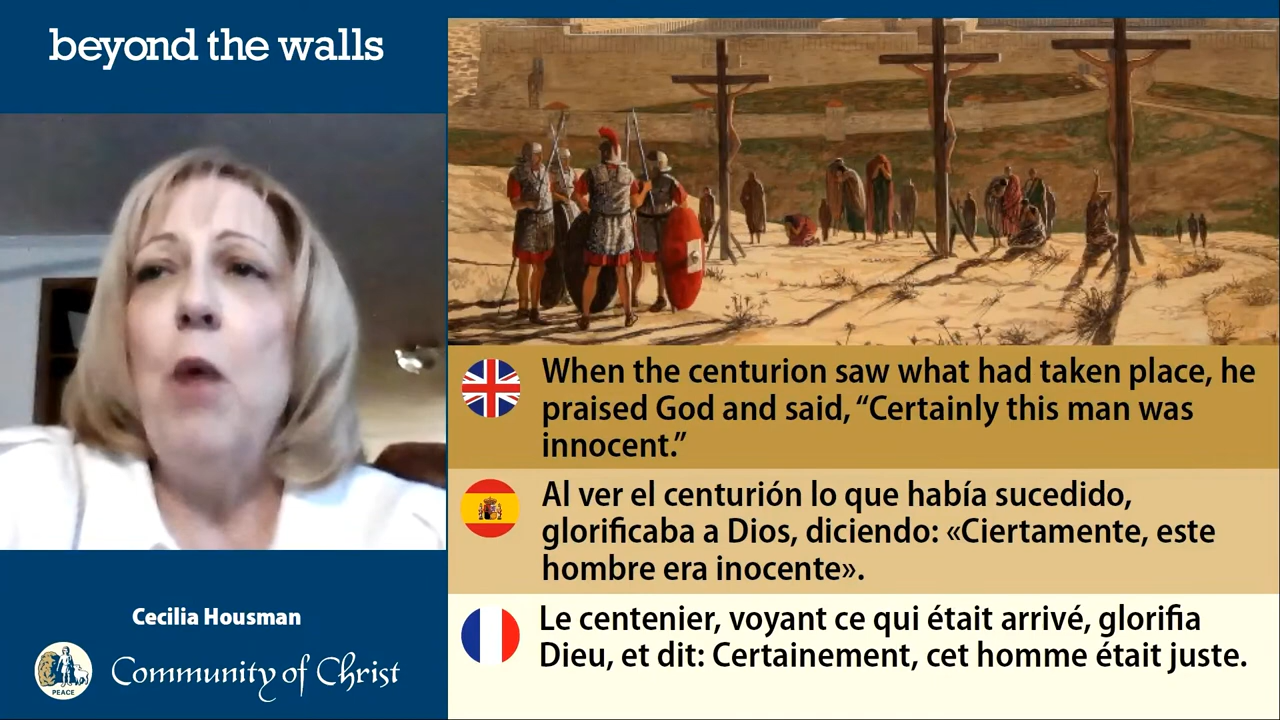 beyond the walls
When the centurion saw what had taken place, he
praised God and said, “Certainly this man was
innocent.”
Al ver el centurión lo que había sucedido,
glorificaba a Dios, diciendo: «Ciertamente, este
hombre era inocente».
Le centenier, voyant ce qui était arrivé, glorifia
Dieu, et dit: Certainement, cet homme était juste.
Cecilia Housman
PEACE
Community of Christ